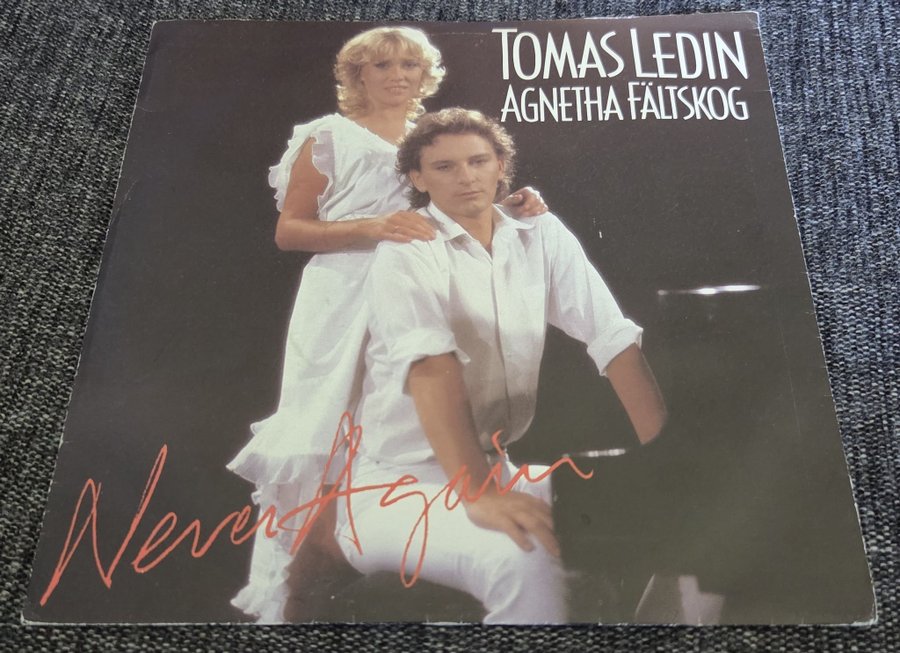 TOMAS LEDIN
AGNETHA FÄLTSKOG
Never Again